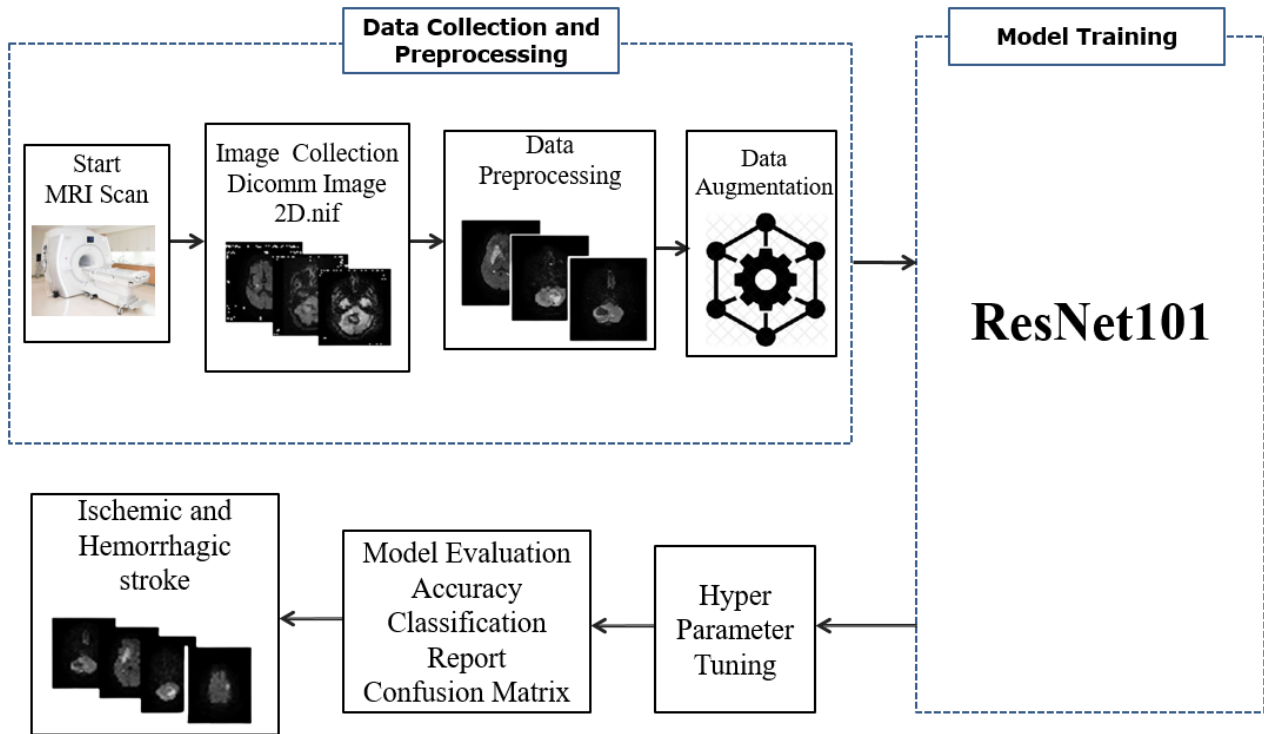 Data Collection and
Preprocessing
Model Training
Start
MRI Scan
Image Collection
Dicomm Image
2D.nif
Data
Preprocessing
Data
Augmentation
ResNet101
Ischemic and
Hemorrhagic
stroke
Model Evaluation
Accuracy
Classification
Report
Confusion Matrix
Hyper
Parameter
Tuning